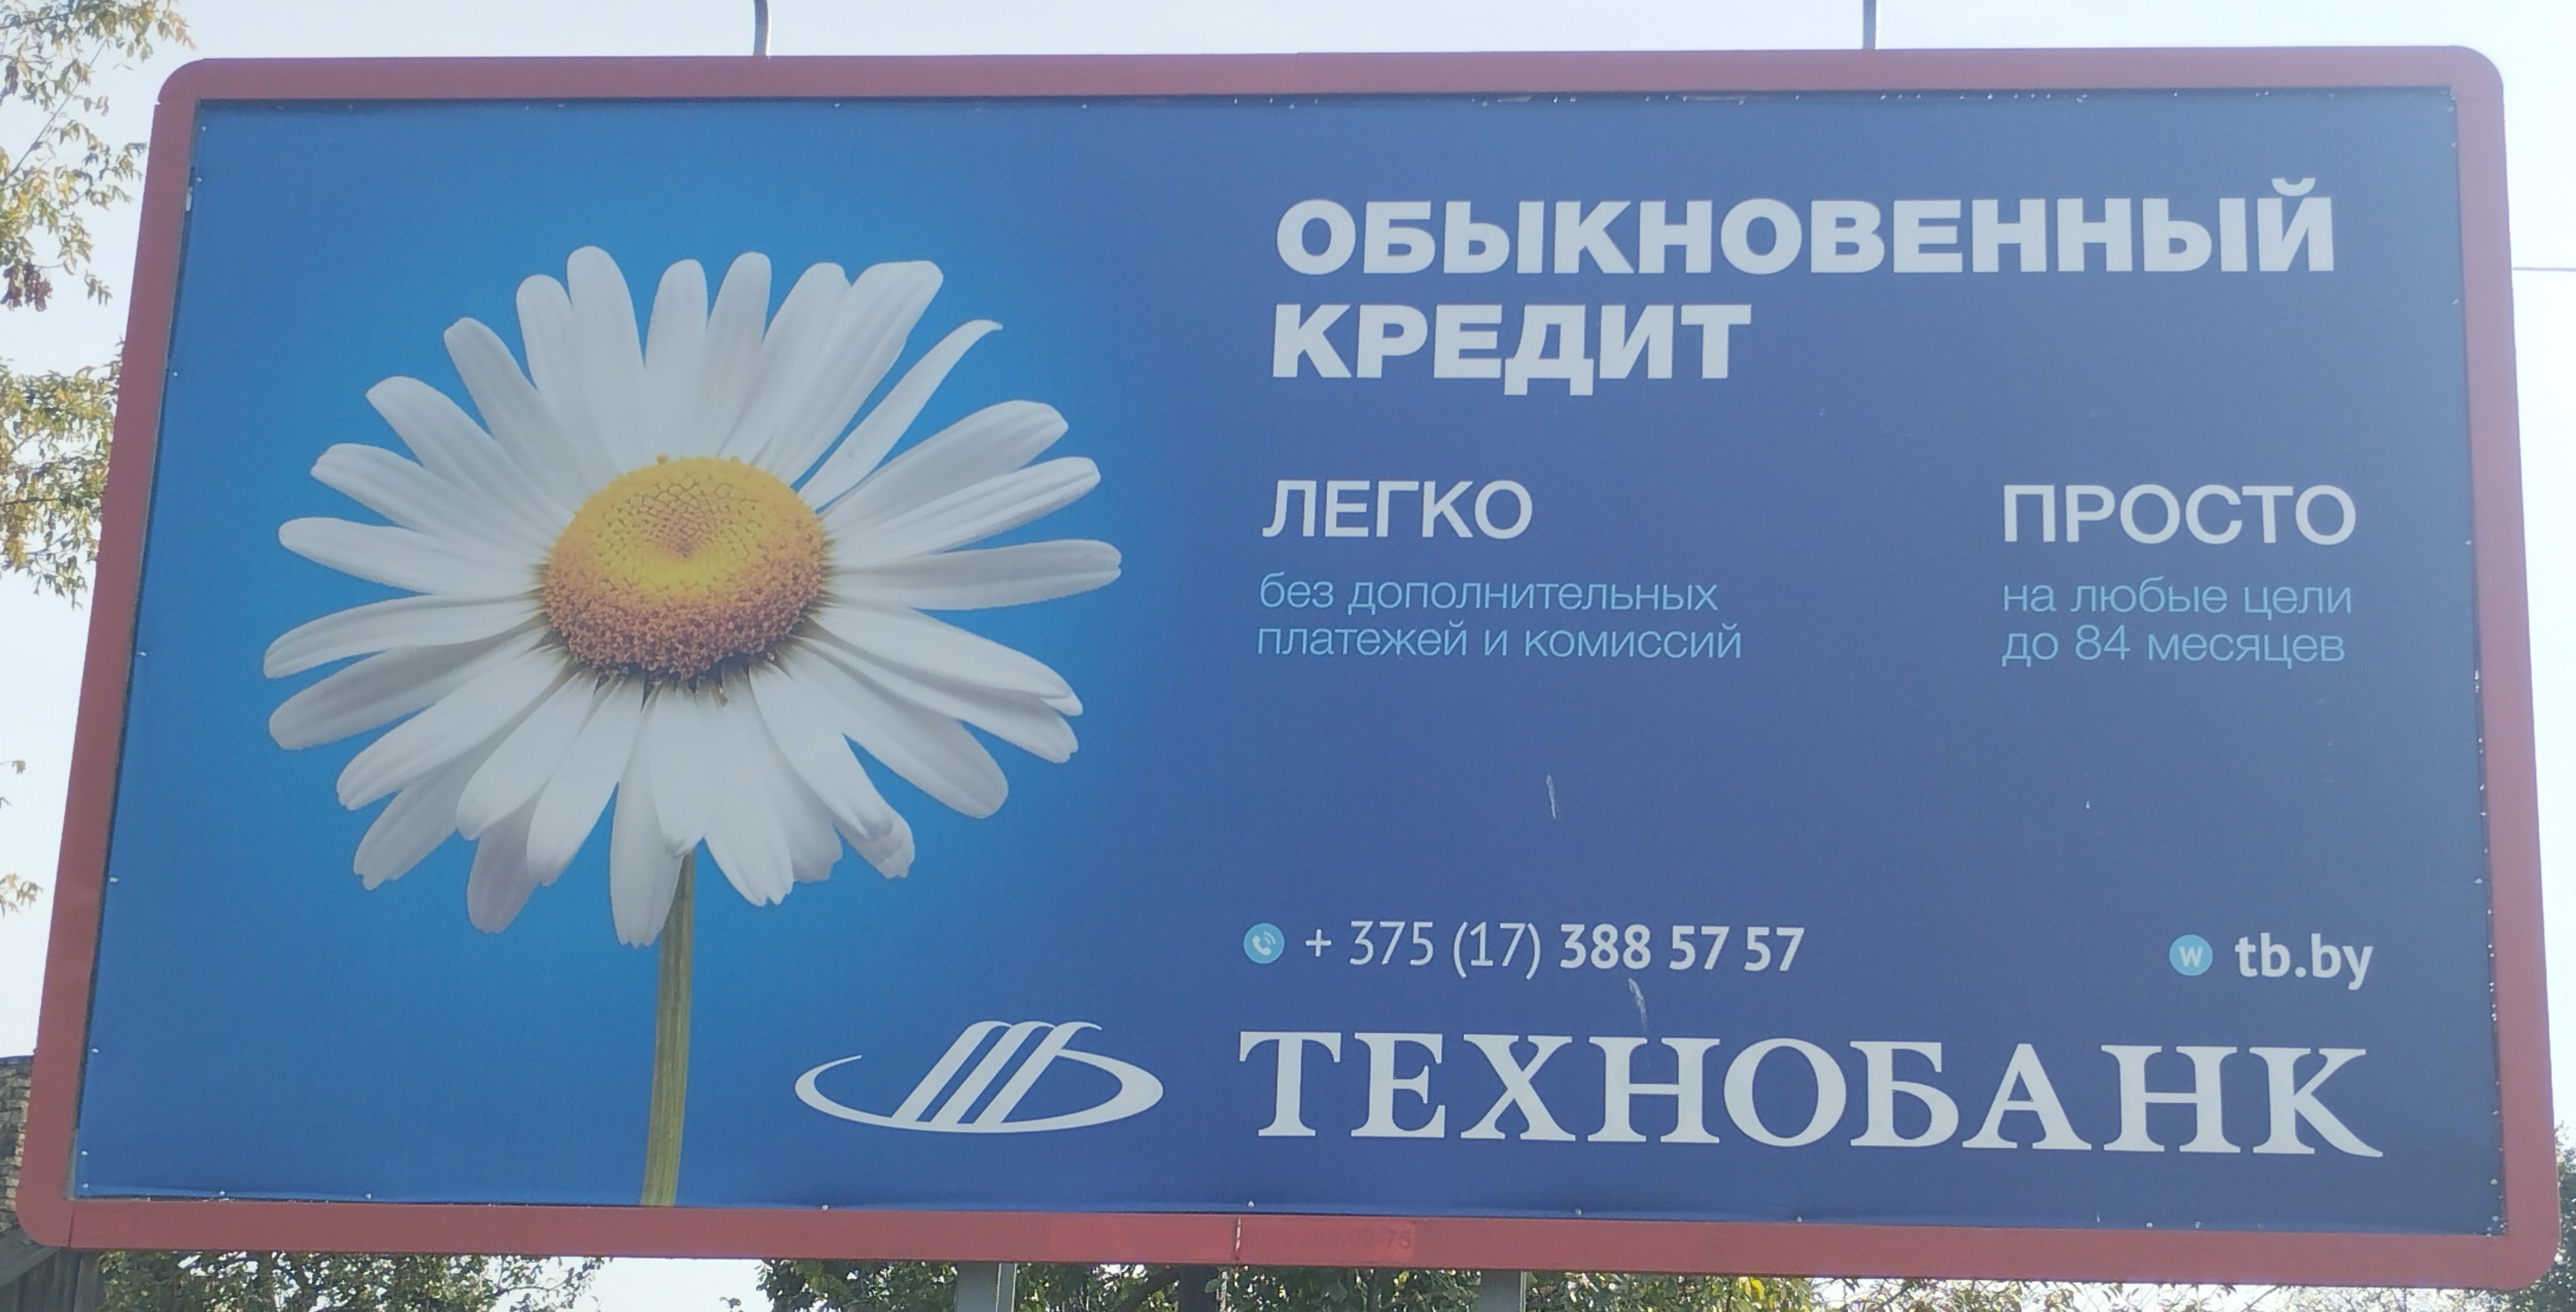 ОБЫКНОВЕННЫЙ
КРЕДИТ
ЛЕГКО
без дополнительных
платежей и комиссий
ПРОСТО
на любые цели
до 84 месяцев
+ 375 (17) 388 57 57
w tb.by
ТЕХНОБАНК